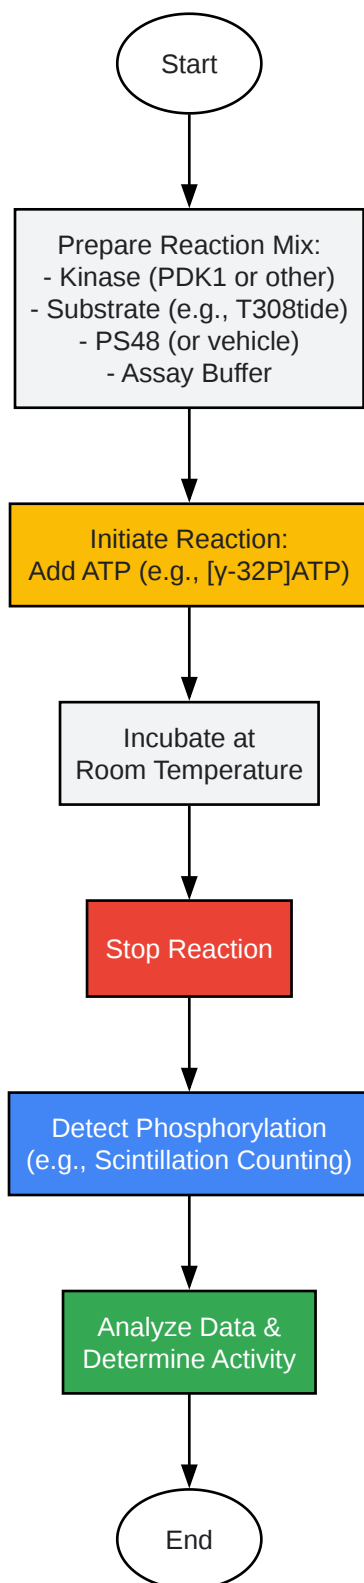 Start
Prepare Reaction Mix:
- Kinase (PDK1 or other)
- Substrate (e.g., T308tide)
- PS48 (or vehicle)
- Assay Buffer
Initiate Reaction:
Add ATP (e.g., [γ-32P]ATP)
Incubate at
Room Temperature
Stop Reaction
Detect Phosphorylation
(e.g., Scintillation Counting)
Analyze Data &
Determine Activity
End